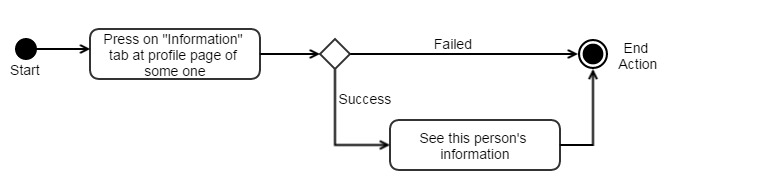 Press on "Information"
tab at profile page of
some one
Start
Failed
End
Action
Success
See this person's
information